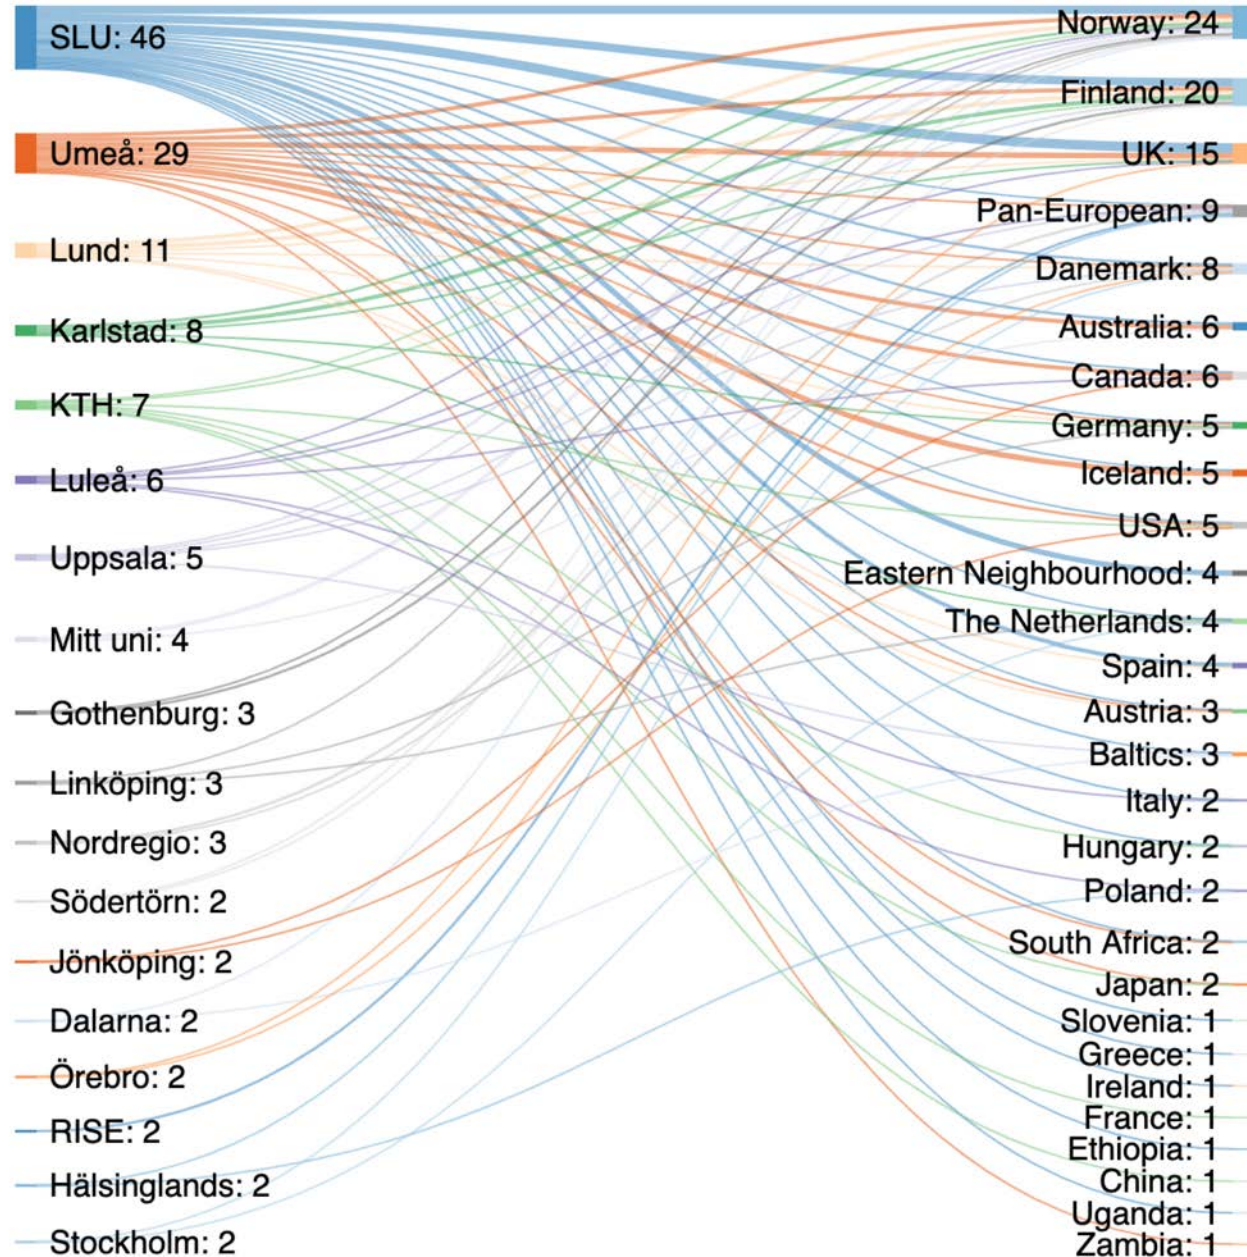 SLU: 46
Umeå: 29
Lund: 11
Karlstad: 8
KTH: 7
Luleå: 6
Uppsala: 5
Mitt uni: 4
Gothenburg: 3
Linköping: 3
Nordregio: 3
Södertörn: 2
Jönköping: 2
Dalarna: 2
Örebro: 2
RISE: 2
Hälsinglands: 2
Stockholm: 2
Norway: 24
Finland: 20
UK: 15
Pan-European: 9
Danemark: 8
Australia: 6
Canada: 6
Germany: 5
Iceland: 5
USA: 5
Eastern Neighbourhood: 4
The Netherlands: 4
Spain: 4
Austria: 3
Baltics: 3
Italy: 2
Hungary: 2
Poland: 2
South Africa: 2
Japan: 2
Slovenia: 1
Greece: 1
Ireland: 1
France: 1
Ethiopia: 1
China: 1
Uganda: 1
Zambia: 1